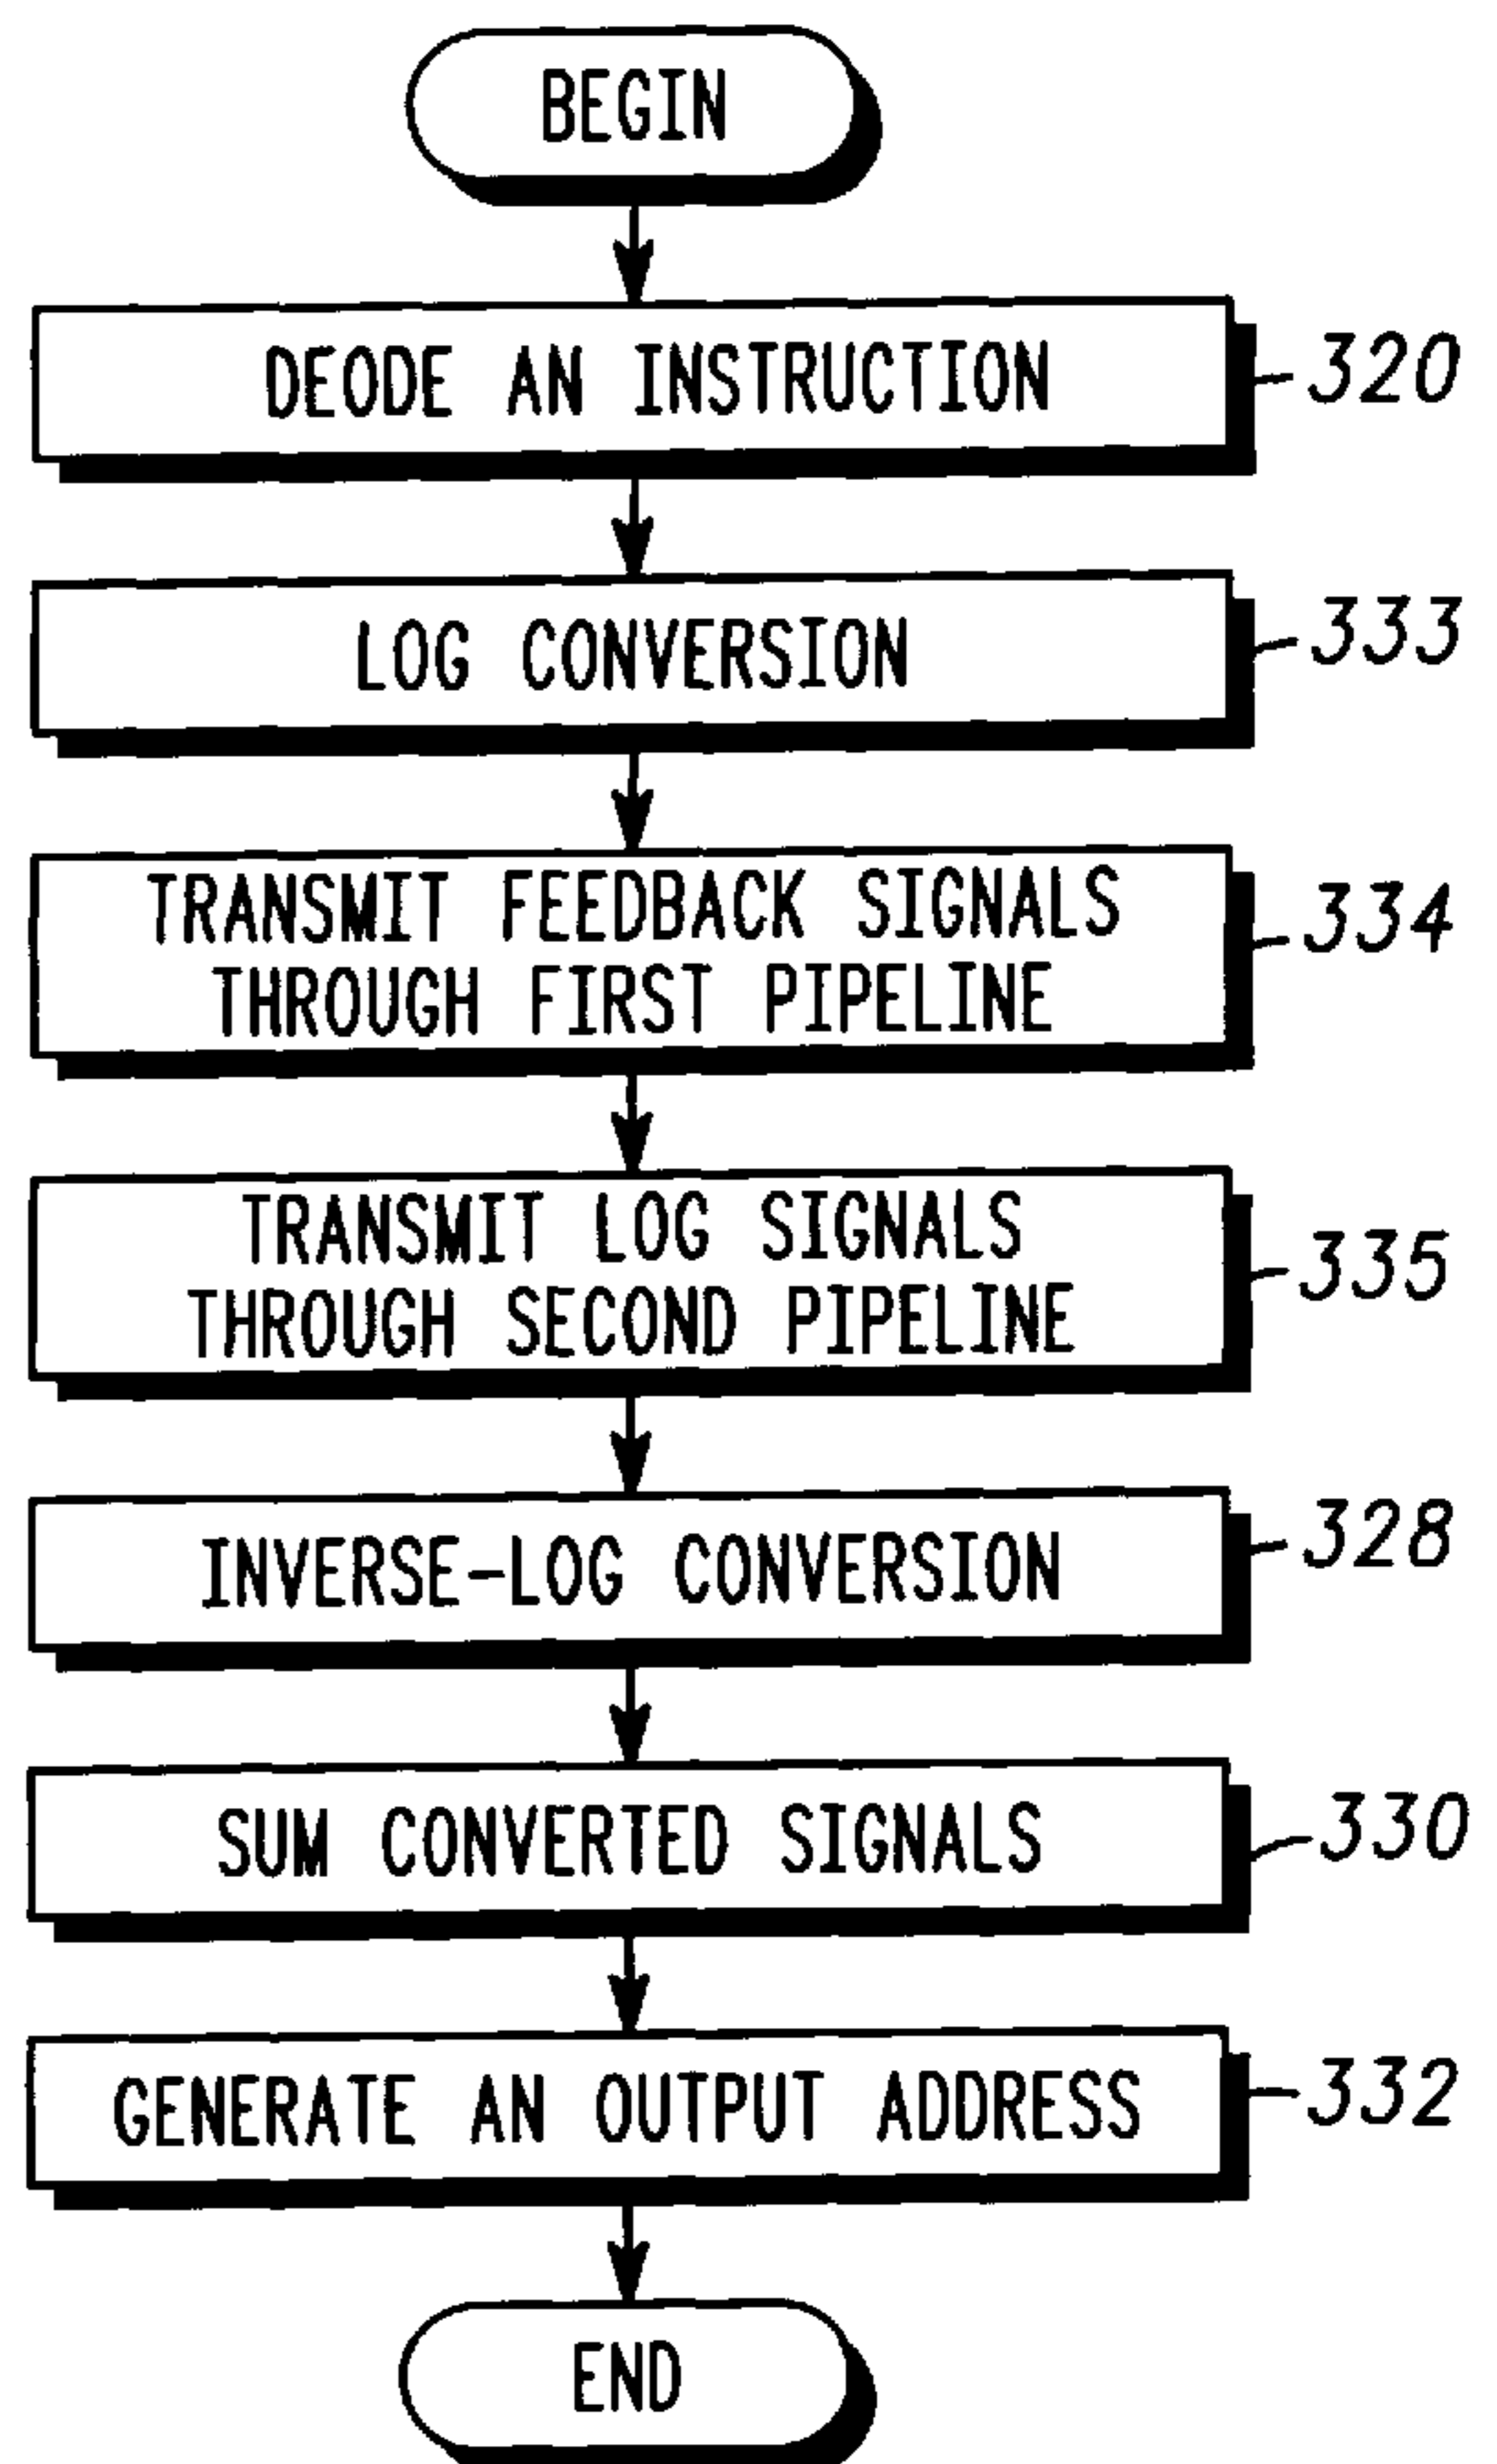 BEGIN
DEODE AN INSTRUCTION
320
LOG CONVERSION
333
TRANSMIT FEEDBACK SIGNALS
THROUGH FIRST PIPELINE
334
TRANSMIT LOG SIGNALS
THROUGH SECOND PIPELINE
335
INVERSE-LOG CONVERSION
328
SUM CONVERTED SIGNALS
330
GENERATE AN OUTPUT ADDRESS
332
END